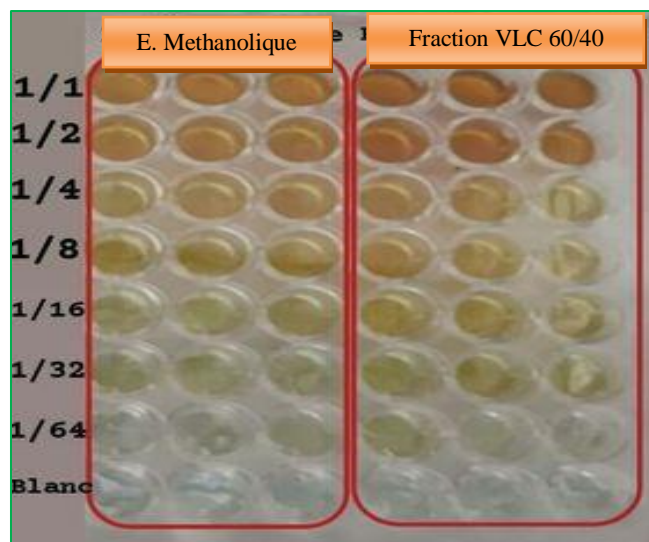 E. Methanolique
Fraction VLC 60/40
1/1
1/2
1/4
1/8
1/16
1/32
1/64
Blanc